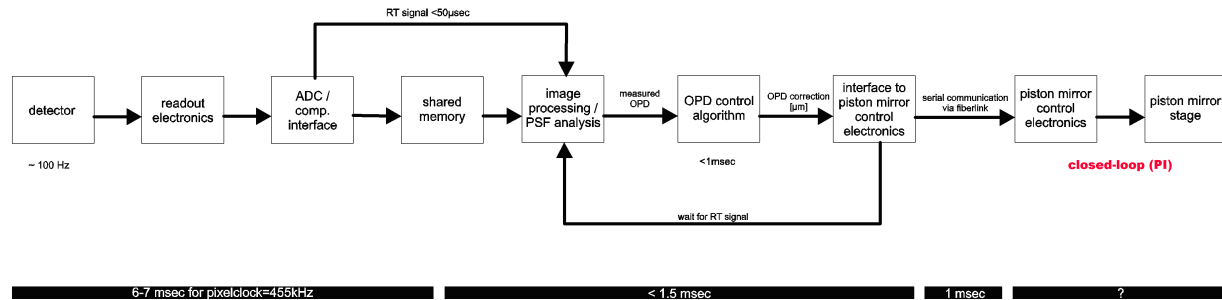 RT signal <50µsec
detector
readout
electronics
ADC /
comp.
interface
shared
memory
image
processing /
PSF analysis
measured
OPD
OPD control
algorithm
OPD correction
[µm]
interface to
piston mirror
control
electronics
serial communication
via fiberlink
piston mirror
control
electronics
piston mirror
stage
~ 100 Hz
<1msec
closed-loop (PI)
wait for RT signal
6-7 msec for pixelclock=455kHz
< 1.5 msec
1 msec
?